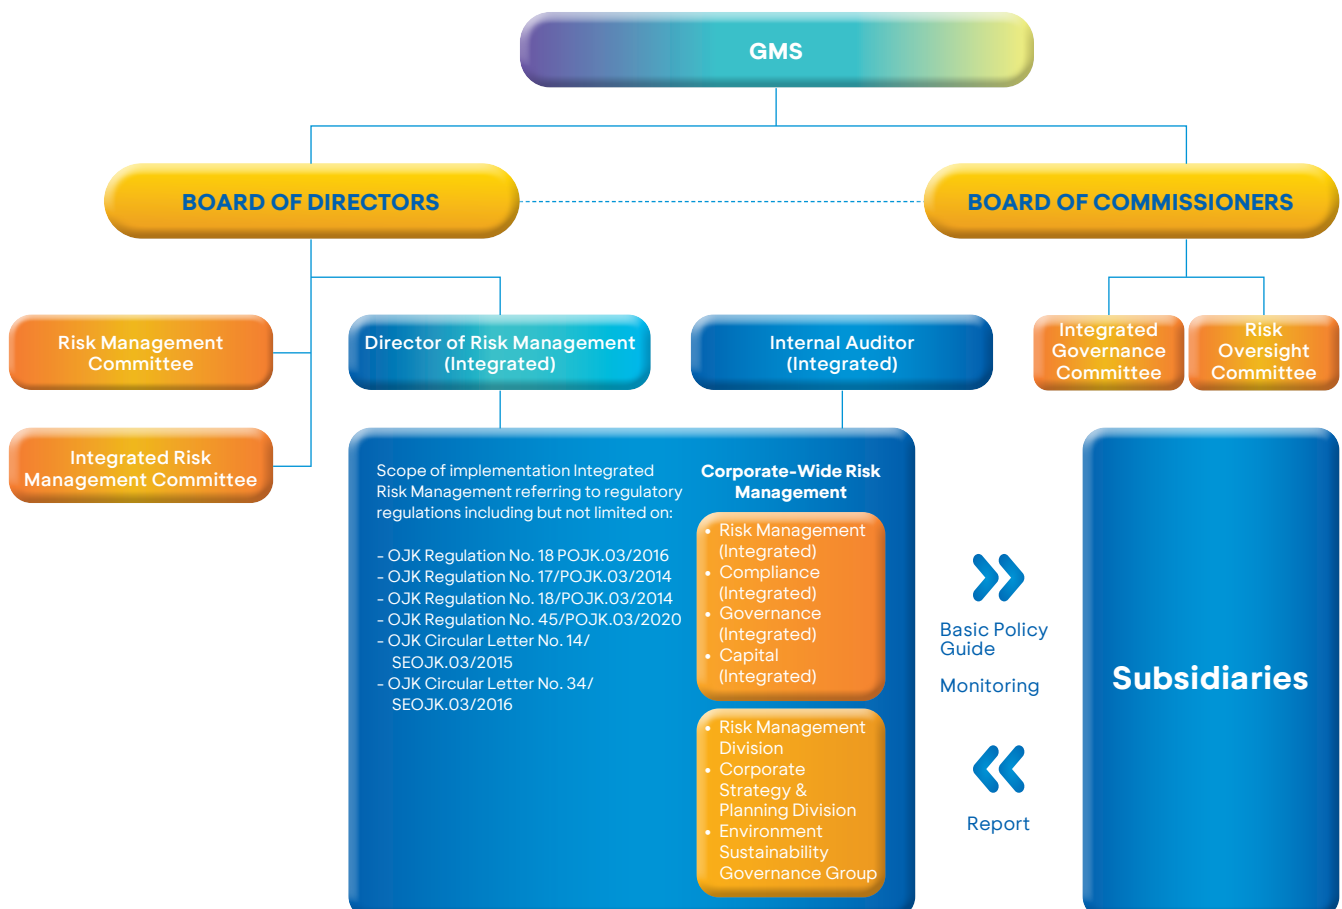 GMS
BOARD OF DIRECTORS
BOARD OF COMMISSIONERS
Risk Management
Committee
Integrated Risk
Management Committee
Director of Risk Management
(Integrated)
Internal Auditor
(Integrated)
Integrated
Governance
Committee
Risk
Oversight
Committee
Scope of implementation Integrated
Risk Management referring to regulatory
regulations including but not limited on:
- OJK Regulation No. 18 POJK.03/2016
- OJK Regulation No. 17/POJK.03/2014
- OJK Regulation No. 18/POJK.03/2014
- OJK Regulation No. 45/POJK.03/2020
- OJK Circular Letter No. 14/
SEOJK.03/2015
- OJK Circular Letter No. 34/
SEOJK.03/2016
Corporate-Wide Risk
Management
• Risk Management
(Integrated)
• Compliance
(Integrated)
• Governance
(Integrated)
• Capital
(Integrated)
• Risk Management
Division
• Corporate
Strategy &
Planning Division
• Environment
Sustainability
Governance Group
Basic Policy
Guide
Monitoring
Report
Subsidiaries